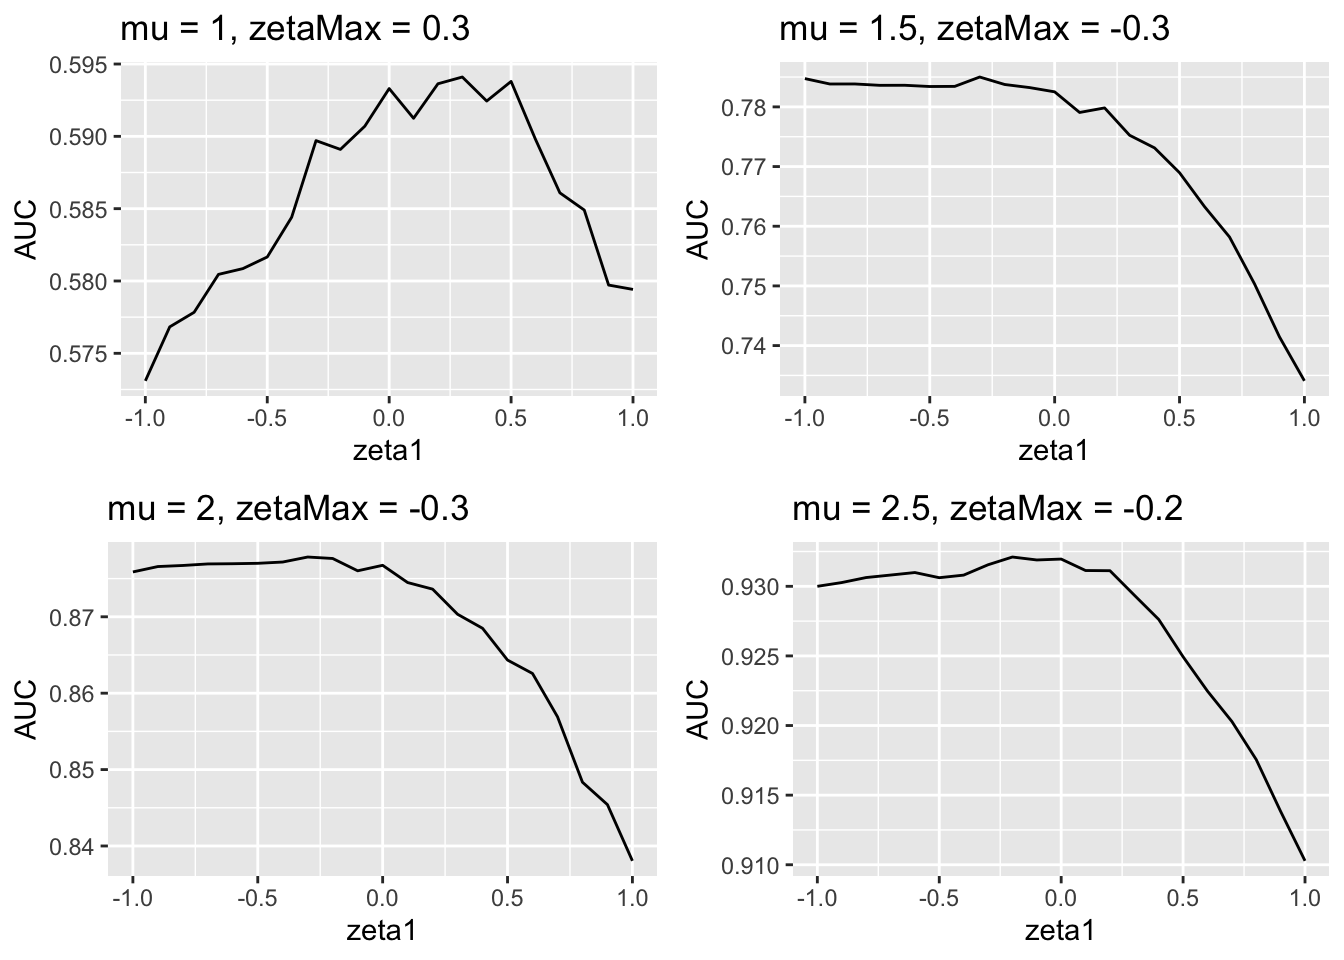 mu = 1, zetaMax = 0.3
0.595
0.590
0.585
0.580
0.575
AUC
-1.0 -0.5 0.0 0.5 1.0
zeta1
mu = 1.5, zetaMax = -0.3
0.78
0.77
0.76
0.75
0.74
AUC
-1.0 -0.5 0.0 0.5 1.0
zeta1
mu = 2, zetaMax = -0.3
0.87
0.86
0.85
0.84
AUC
-1.0 -0.5 0.0 0.5 1.0
zeta1
mu = 2.5, zetaMax = -0.2
0.930
0.925
0.920
0.915
0.910
AUC
-1.0 -0.5 0.0 0.5 1.0
zeta1